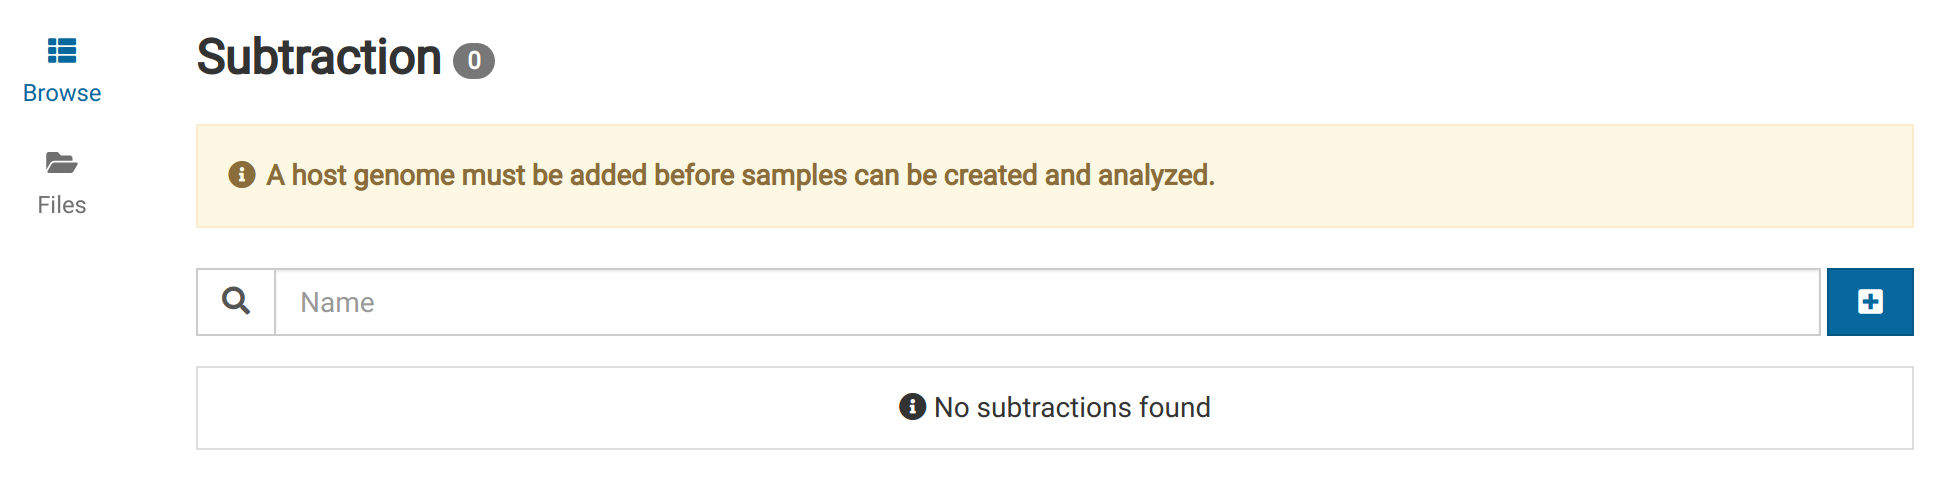 Browse
Files
Subtraction 0
A host genome must be added before samples can be created and analyzed.
Name
No subtractions found